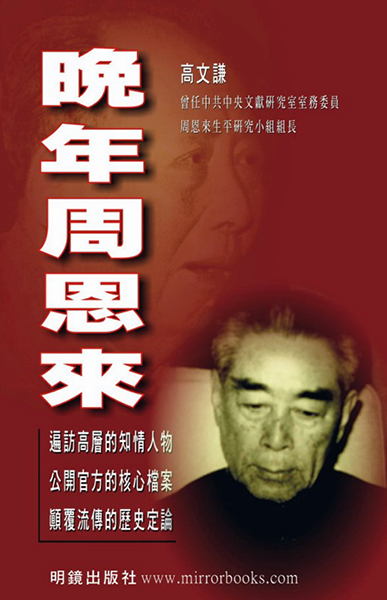 晚年周恩來
高文謙
曾任中共中央文獻研究室室務委員
周恩來生平研究小組組長
遍訪高層的知情人物
公開官方的核心檔案
顛覆流傳的歷史定論
明鏡出版社 www.mirrorbooks.com